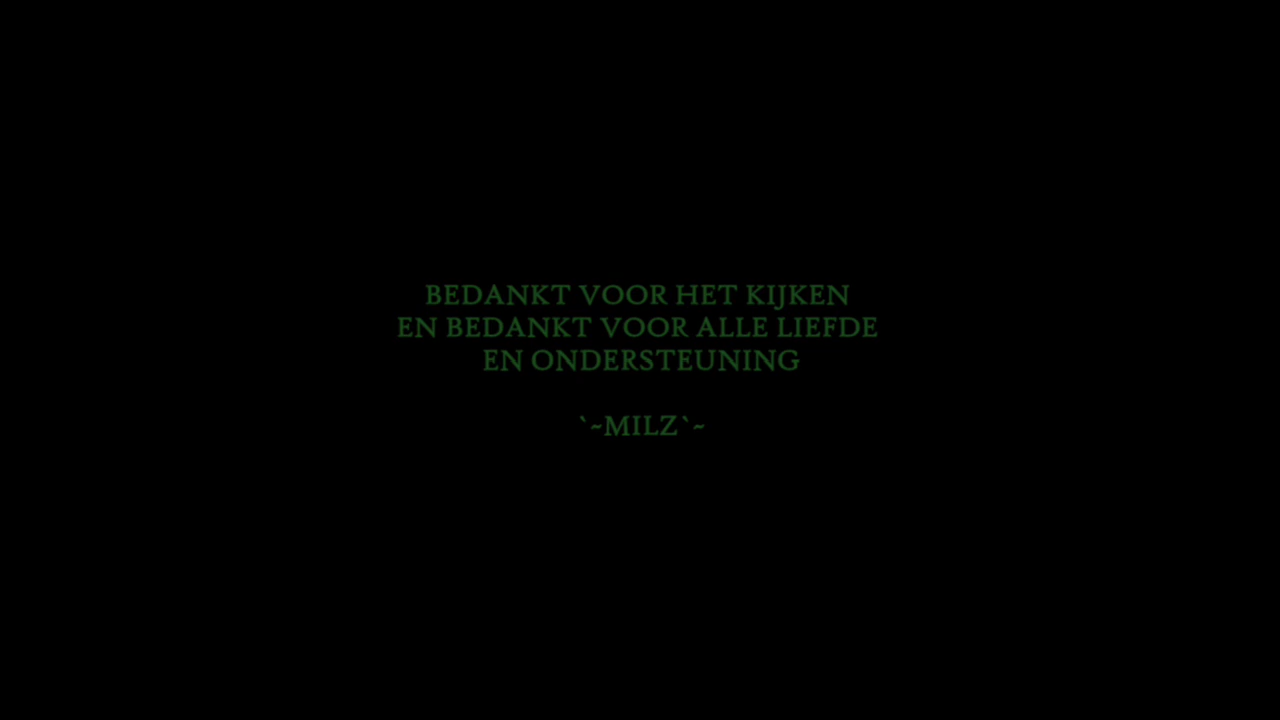 BEDANKT VOOR HET KIJKEN
EN BEDANKT VOOR ALLE LIEFDE
EN ONDERSTEUNING
`~MILZ`~